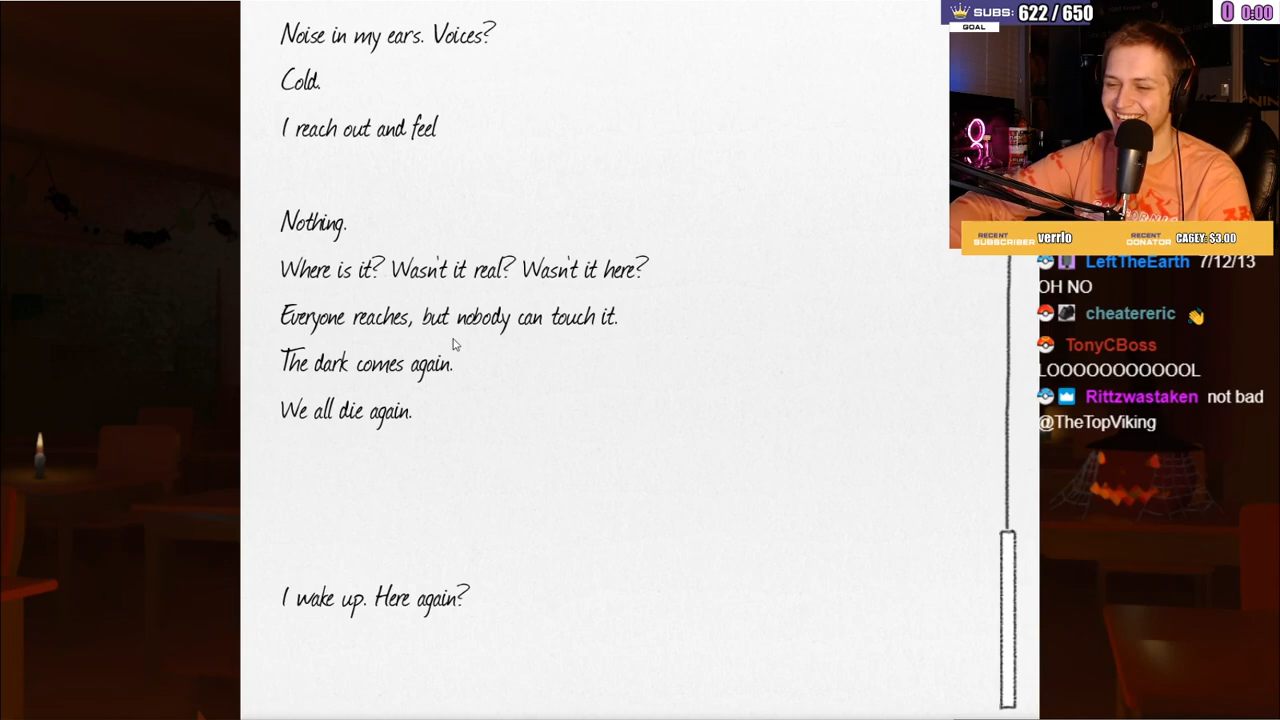 Noise in my ears. Voices?
Cold.
I reach out and feel
Nothing.
Where is it? Wasn't it real? Wasn't it here?
Everyone reaches, but nobody can touch it.
The dark comes again.
We all die again.
I wake up. Here again?
SUBS: 622 / 650
GOAL
0 0:00
RECENT SUBSCRIBER verrlo
RECENT DONATOR CA6EY: $3.00
LeftTheEarth 7/12/13
OH NO
cheatereric
TonyCBoss
LOOOOOOOOOOOL
Rittzwastaken not bad
@TheTopViking